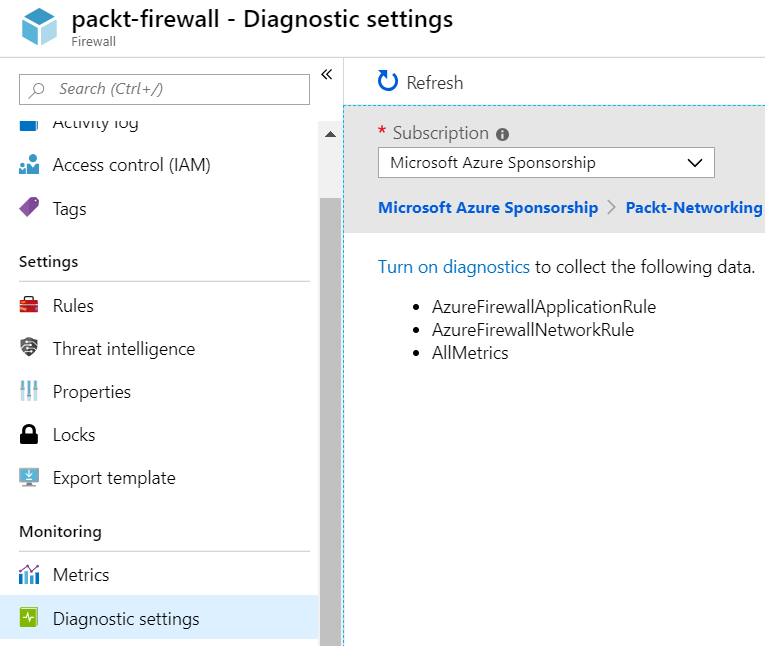 packt-firewall - Diagnostic settings
Firewall
Search (Ctrl+/)
«
Activity log
Access control (IAM)
Tags
Settings
Rules
Threat intelligence
Properties
Locks
Export template
Monitoring
Metrics
Diagnostic settings
Refresh
* Subscription
Microsoft Azure Sponsorship
Microsoft Azure Sponsorship > Packt-Networking
Turn on diagnostics to collect the following data.
• AzureFirewallApplicationRule
• AzureFirewallNetworkRule
• AllMetrics